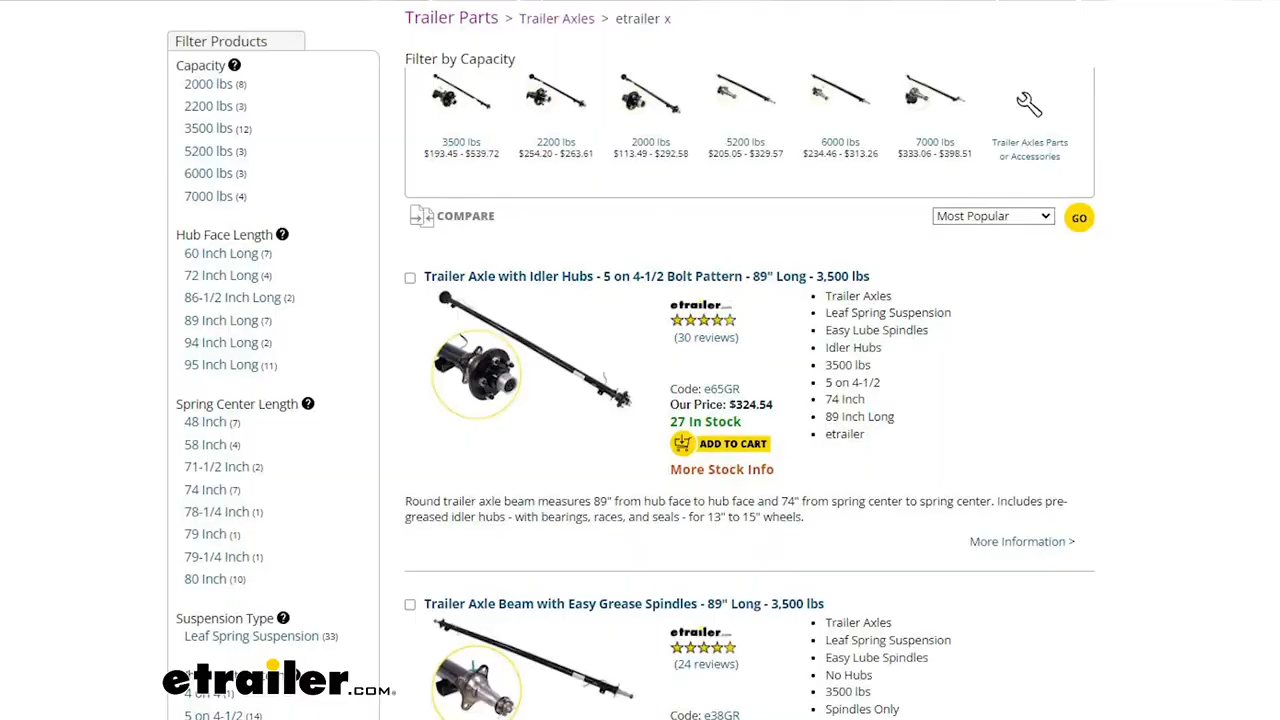 Trailer Parts > Trailer Axles > etrailer x
Filter Products
Capacity ?
2000 lbs (8)
2200 lbs (3)
3500 lbs (12)
5200 lbs (3)
6000 lbs (3)
7000 lbs (4)
Hub Face Length ?
60 Inch Long (7)
72 Inch Long (4)
86-1/2 Inch Long (2)
89 Inch Long (7)
94 Inch Long (2)
95 Inch Long (11)
Spring Center Length ?
48 Inch (7)
58 Inch (4)
71-1/2 Inch (2)
74 Inch (7)
78-1/4 Inch (1)
79 Inch (1)
79-1/4 Inch (1)
80 Inch (10)
Suspension Type ?
Leaf Spring Suspension (33)
etrailer.COM®
4 on 4 (1)
5 on 4-1/2 (14)
Filter by Capacity
3500 lbs
$193.45 - $539.72
2200 lbs
$254.20 - $263.61
2000 lbs
$113.49 - $292.58
5200 lbs
$205.05 - $329.57
6000 lbs
$234.46 - $313.26
7000 lbs
$333.06 - $398.51
Trailer Axles Parts
or Accessories
COMPARE
Most Popular
GO
Trailer Axle with Idler Hubs - 5 on 4-1/2 Bolt Pattern - 89" Long - 3,500 lbs
etrailer.com
(30 reviews)
Code: e65GR
Our Price: $324.54
27 In Stock
ADD TO CART
More Stock Info
Trailer Axles
Leaf Spring Suspension
Easy Lube Spindles
Idler Hubs
3500 lbs
5 on 4-1/2
74 Inch
89 Inch Long
etrailer
Round trailer axle beam measures 89" from hub face to hub face and 74" from spring center to spring center. Includes pre-
greased idler hubs - with bearings, races, and seals - for 13" to 15" wheels.
More Information >
Trailer Axle Beam with Easy Grease Spindles - 89" Long - 3,500 lbs
etrailer.com
(24 reviews)
Code: e38GR
Trailer Axles
Leaf Spring Suspension
Easy Lube Spindles
No Hubs
3500 lbs
Spindles Only